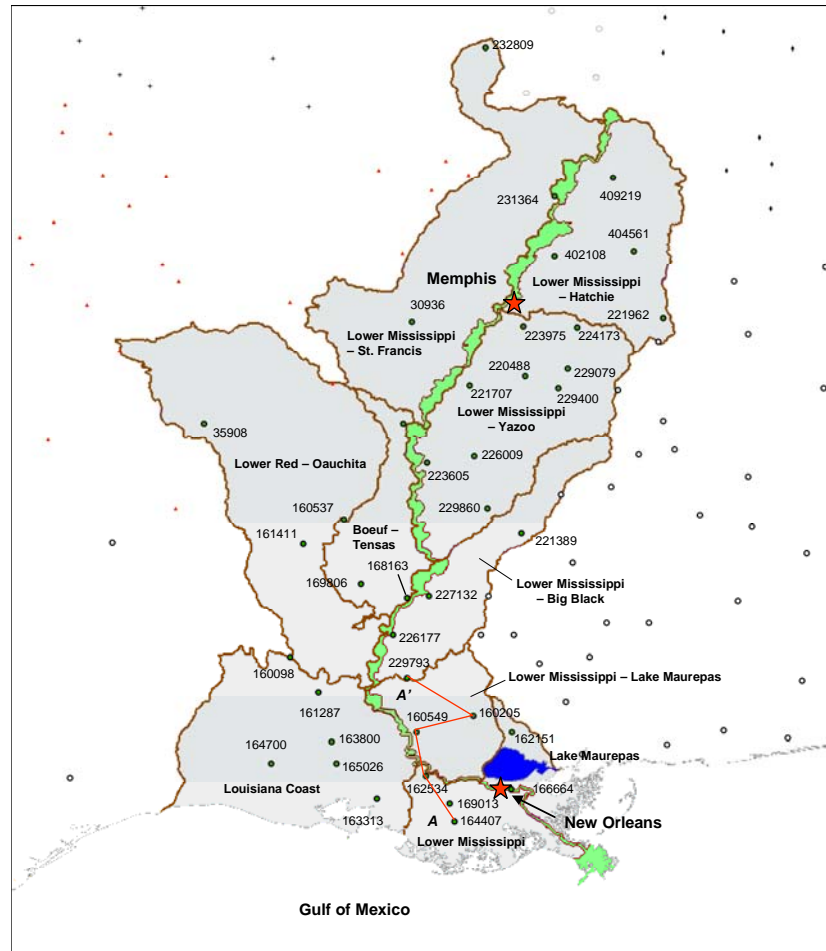 232809
231364
409219
404561
402108
Memphis
Lower Mississippi
– Hatchie
30936
221962
Lower Mississippi
– St. Francis
223975
224173
220488
229079
221707
229400
Lower Mississippi
– Yazoo
35908
226009
Lower Red – Oauchita
223605
160537
229860
161411
Boeuf –
Tensas
221389
168163
169806
227132
Lower Mississippi
– Big Black
226177
229793
160098
Lower Mississippi – Lake Maurepas
A’
161287
160549
160205
163800
162151
164700
165026
Lake Maurepas
Louisiana Coast
162534
166664
163313
169013
A
164407
New Orleans
Lower Mississippi
Gulf of Mexico